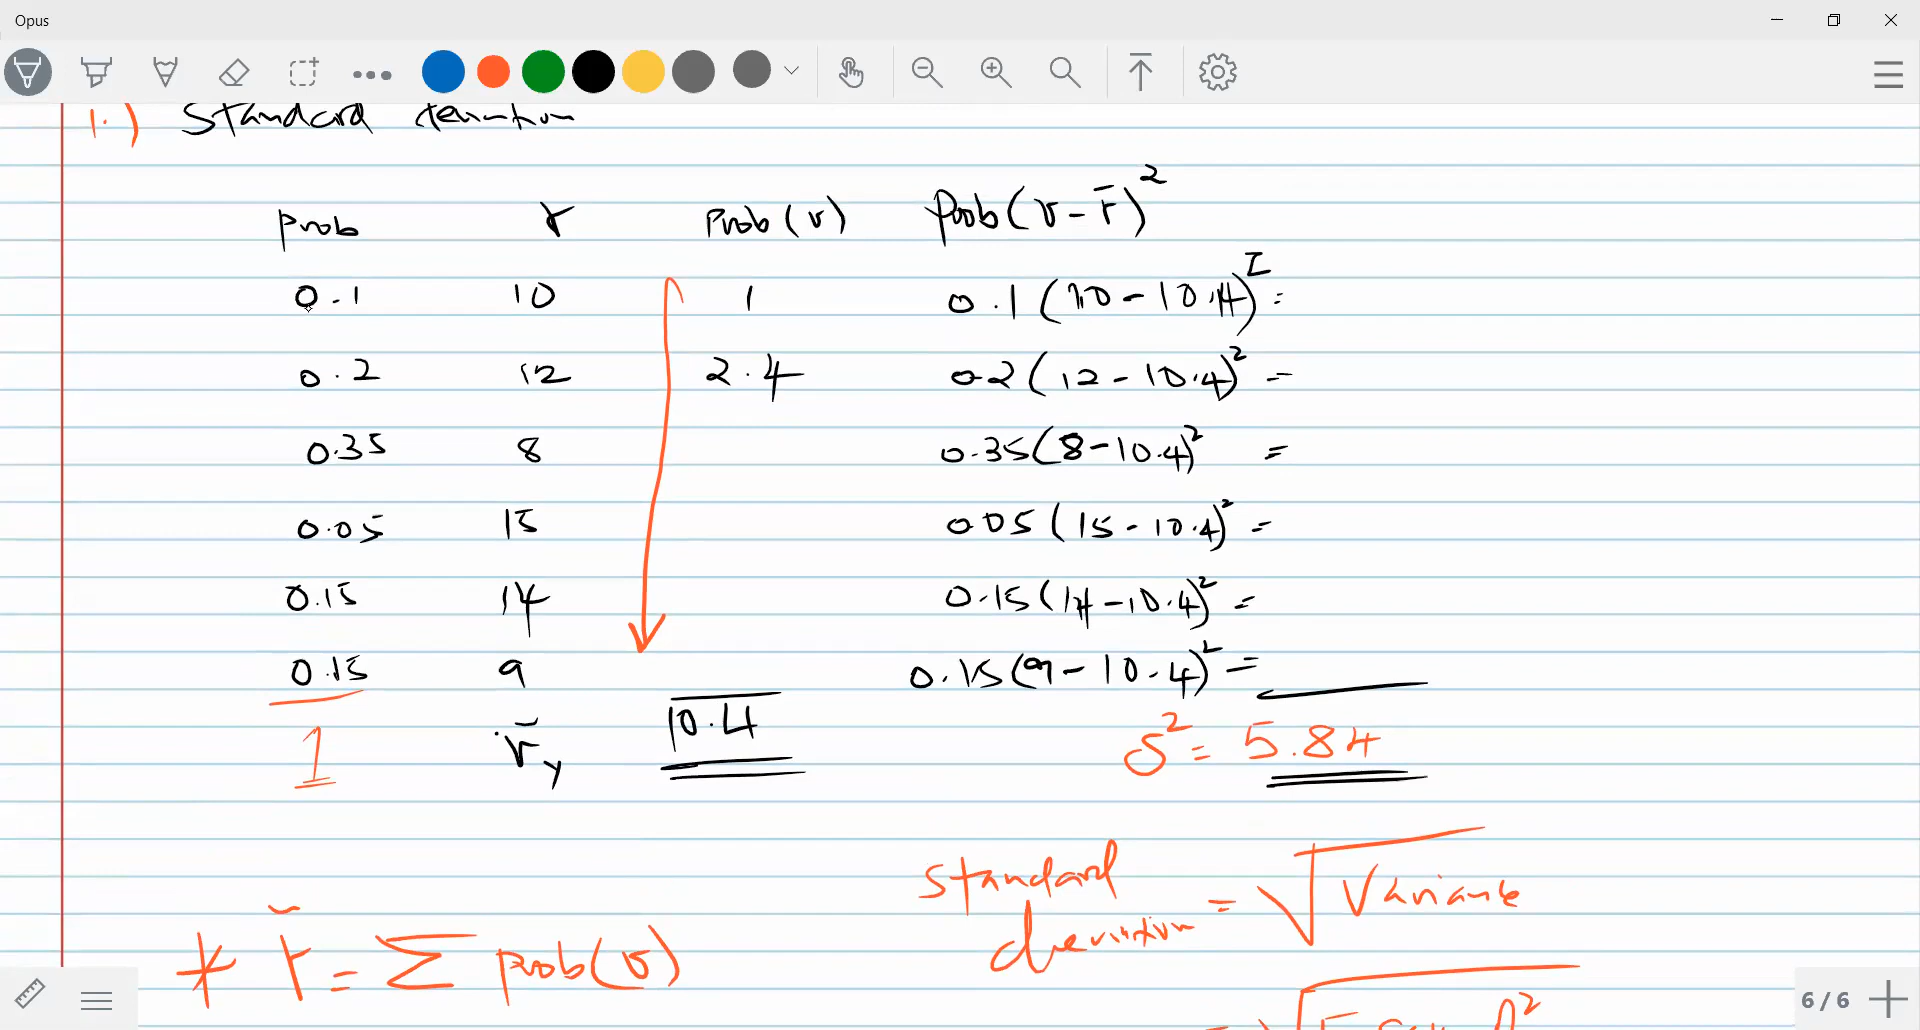 Opus
1.) Standard deviation
prob r Prob (r) Prob (r - r̄)²
0.1 10 1 0.1 (10 - 10.4)² =
0.2 12 2.4 0.2 (12 - 10.4)² =
0.35 8 0.35 (8 - 10.4)² =
0.05 15 0.05 (15 - 10.4)² =
0.15 14 0.15 (14 - 10.4)² =
0.15 9 0.15 (9 - 10.4)² =
1 r̄y 10.4 δ² = 5.84
Standard deviation = √Variance
* r̄ = Σ prob(r)
6 / 6